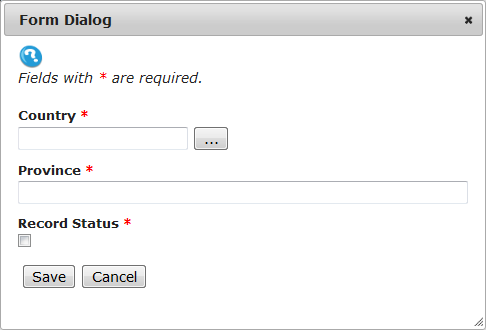 Form Dialog
Fields with * are required.
Country *
...
Province *
Record Status *
Save Cancel